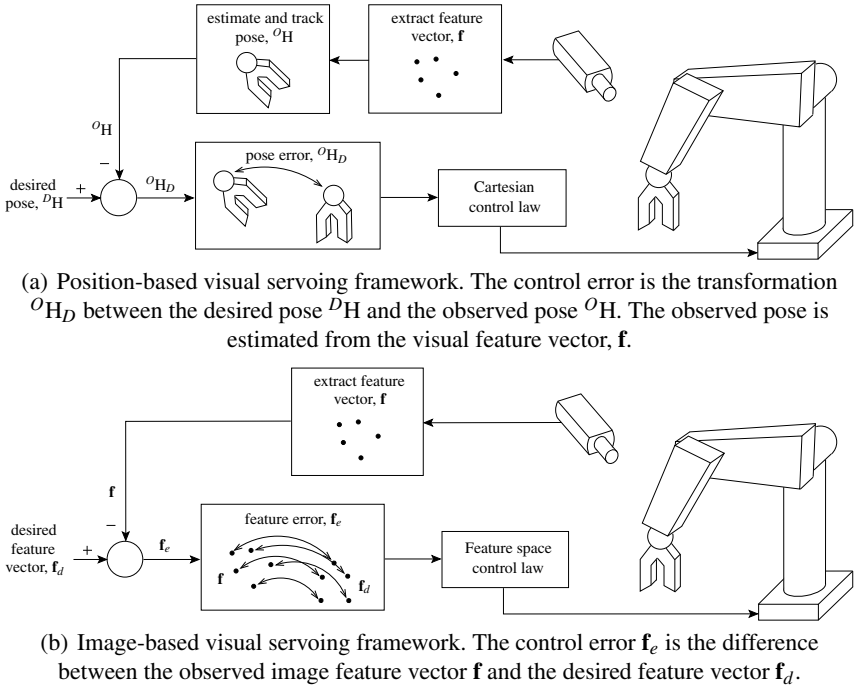 estimate and track
pose, ᴼH
extract feature
vector, f
ᴼH
−
desired
pose, ᴰH
+
ᴼH_D
pose error, ᴼH_D
Cartesian
control law
(a) Position-based visual servoing framework. The control error is the transformation
ᴼH_D between the desired pose ᴰH and the observed pose ᴼH. The observed pose is
estimated from the visual feature vector, f.
extract feature
vector, f
f
−
desired
feature
vector, f_d
+
f_e
feature error, f_e
f
f_d
Feature space
control law
(b) Image-based visual servoing framework. The control error f_e is the difference
between the observed image feature vector f and the desired feature vector f_d.